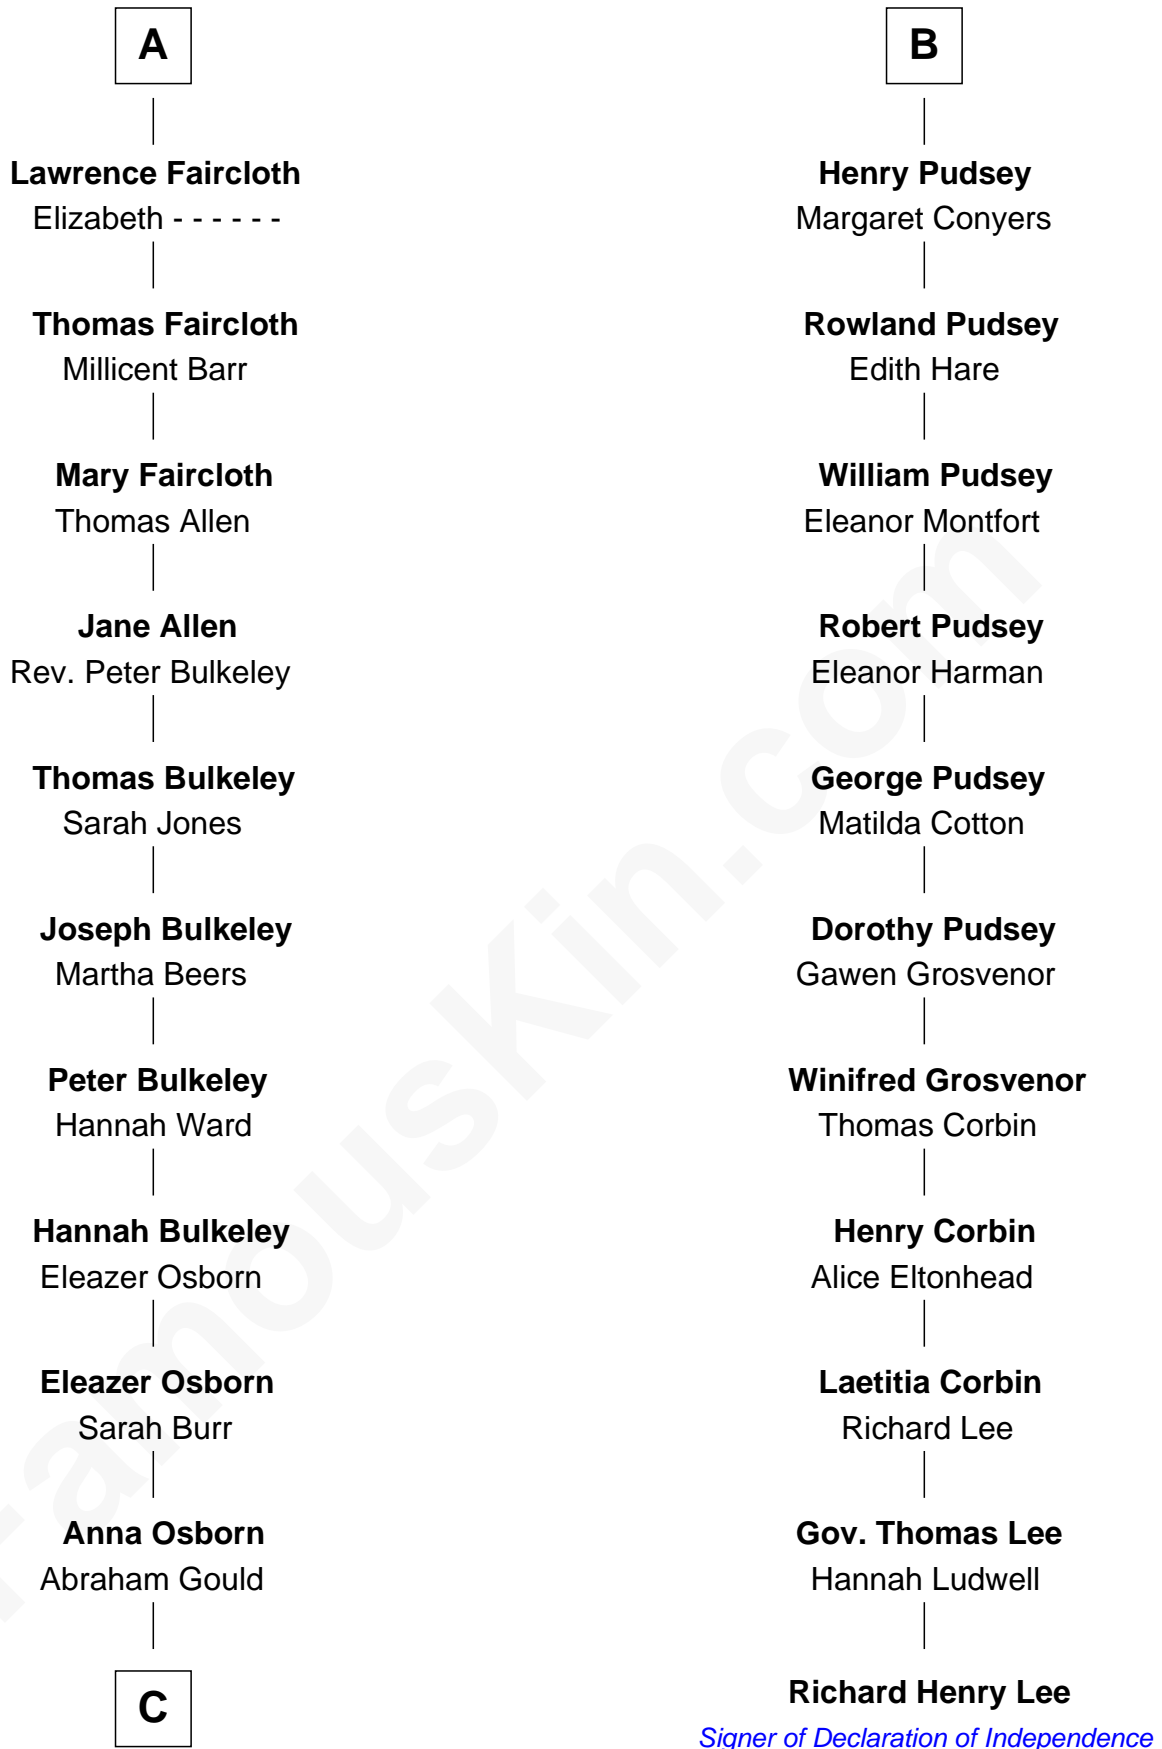 A
Lawrence Faircloth
Elizabeth - - - - - -
Thomas Faircloth
Millicent Barr
Mary Faircloth
Thomas Allen
Jane Allen
Rev. Peter Bulkeley
Thomas Bulkeley
Sarah Jones
Joseph Bulkeley
Martha Beers
Peter Bulkeley
Hannah Ward
Hannah Bulkeley
Eleazer Osborn
Eleazer Osborn
Sarah Burr
Anna Osborn
Abraham Gould
C
B
Henry Pudsey
Margaret Conyers
Rowland Pudsey
Edith Hare
William Pudsey
Eleanor Montfort
Robert Pudsey
Eleanor Harman
George Pudsey
Matilda Cotton
Dorothy Pudsey
Gawen Grosvenor
Winifred Grosvenor
Thomas Corbin
Henry Corbin
Alice Eltonhead
Laetitia Corbin
Richard Lee
Gov. Thomas Lee
Hannah Ludwell
Richard Henry Lee
Signer of Declaration of Independence
FamousKin.com